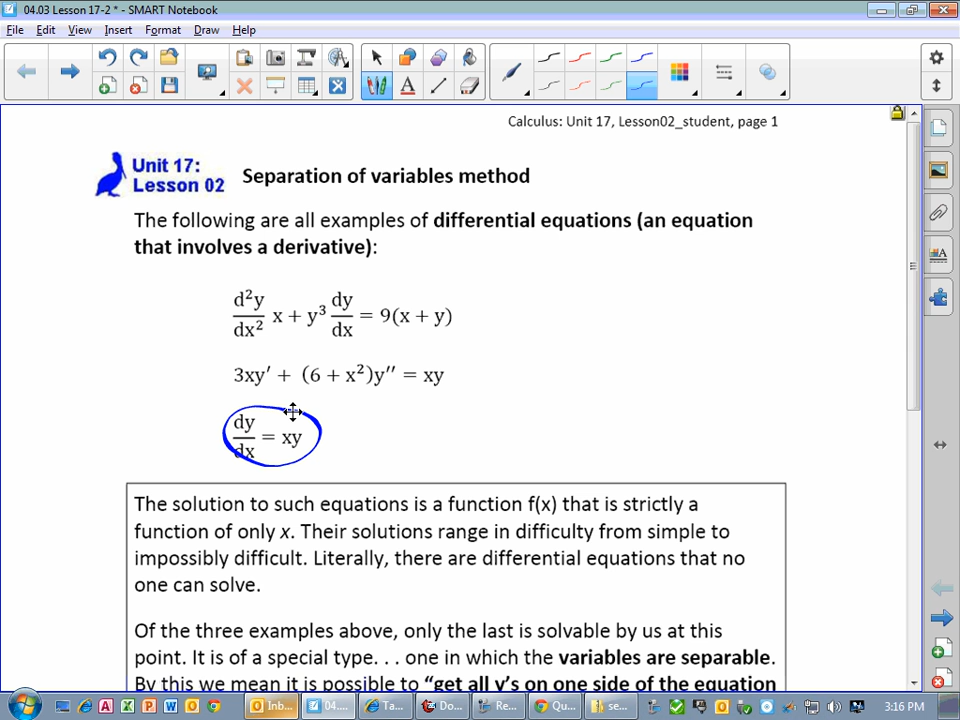 04.03 Lesson 17-2 * - SMART Notebook
File Edit View Insert Format Draw Help
Calculus: Unit 17, Lesson02_student, page 1
Unit 17:
Lesson 02
Separation of variables method
The following are all examples of differential equations (an equation
that involves a derivative):
d²y/dx² x + y³ dy/dx = 9(x + y)
3xy′ + (6 + x²)y′′ = xy
dy/dx = xy
The solution to such equations is a function f(x) that is strictly a
function of only x. Their solutions range in difficulty from simple to
impossibly difficult. Literally, there are differential equations that no
one can solve.
Of the three examples above, only the last is solvable by us at this
point. It is of a special type. . . one in which the variables are separable.
By this we mean it is possible to “get all y’s on one side of the equation
Inb... 04.... Ta... Do... Re... Qu... se... 3:16 PM